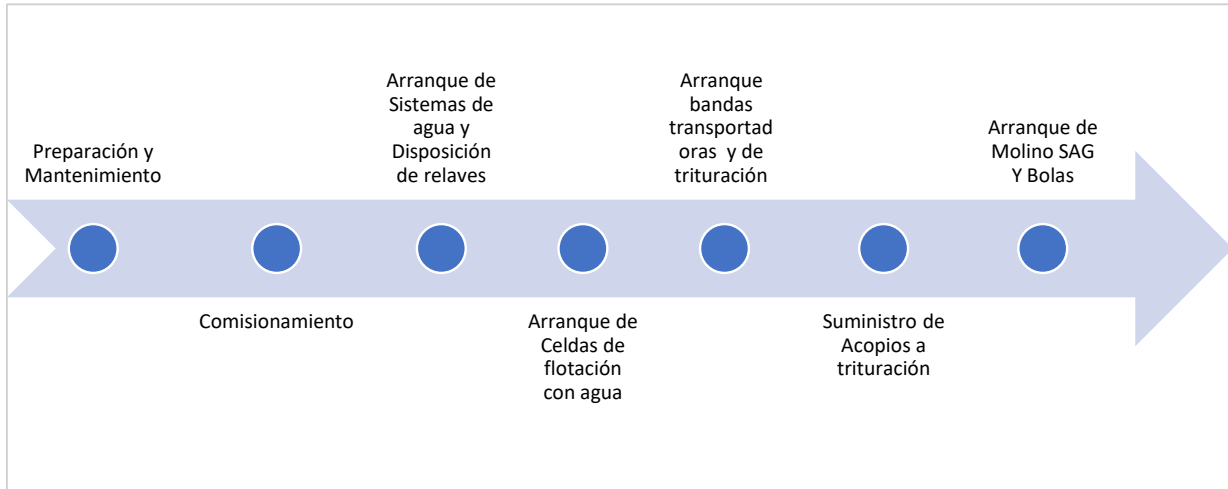 Preparación y
Mantenimiento
Comisionamiento
Arranque de
Sistemas de
agua y
Disposición
de relaves
Arranque de
Celdas de
flotación
con agua
Arranque
bandas
transportad
oras y de
trituración
Suministro de
Acopios a
trituración
Arranque de
Molino SAG
Y Bolas